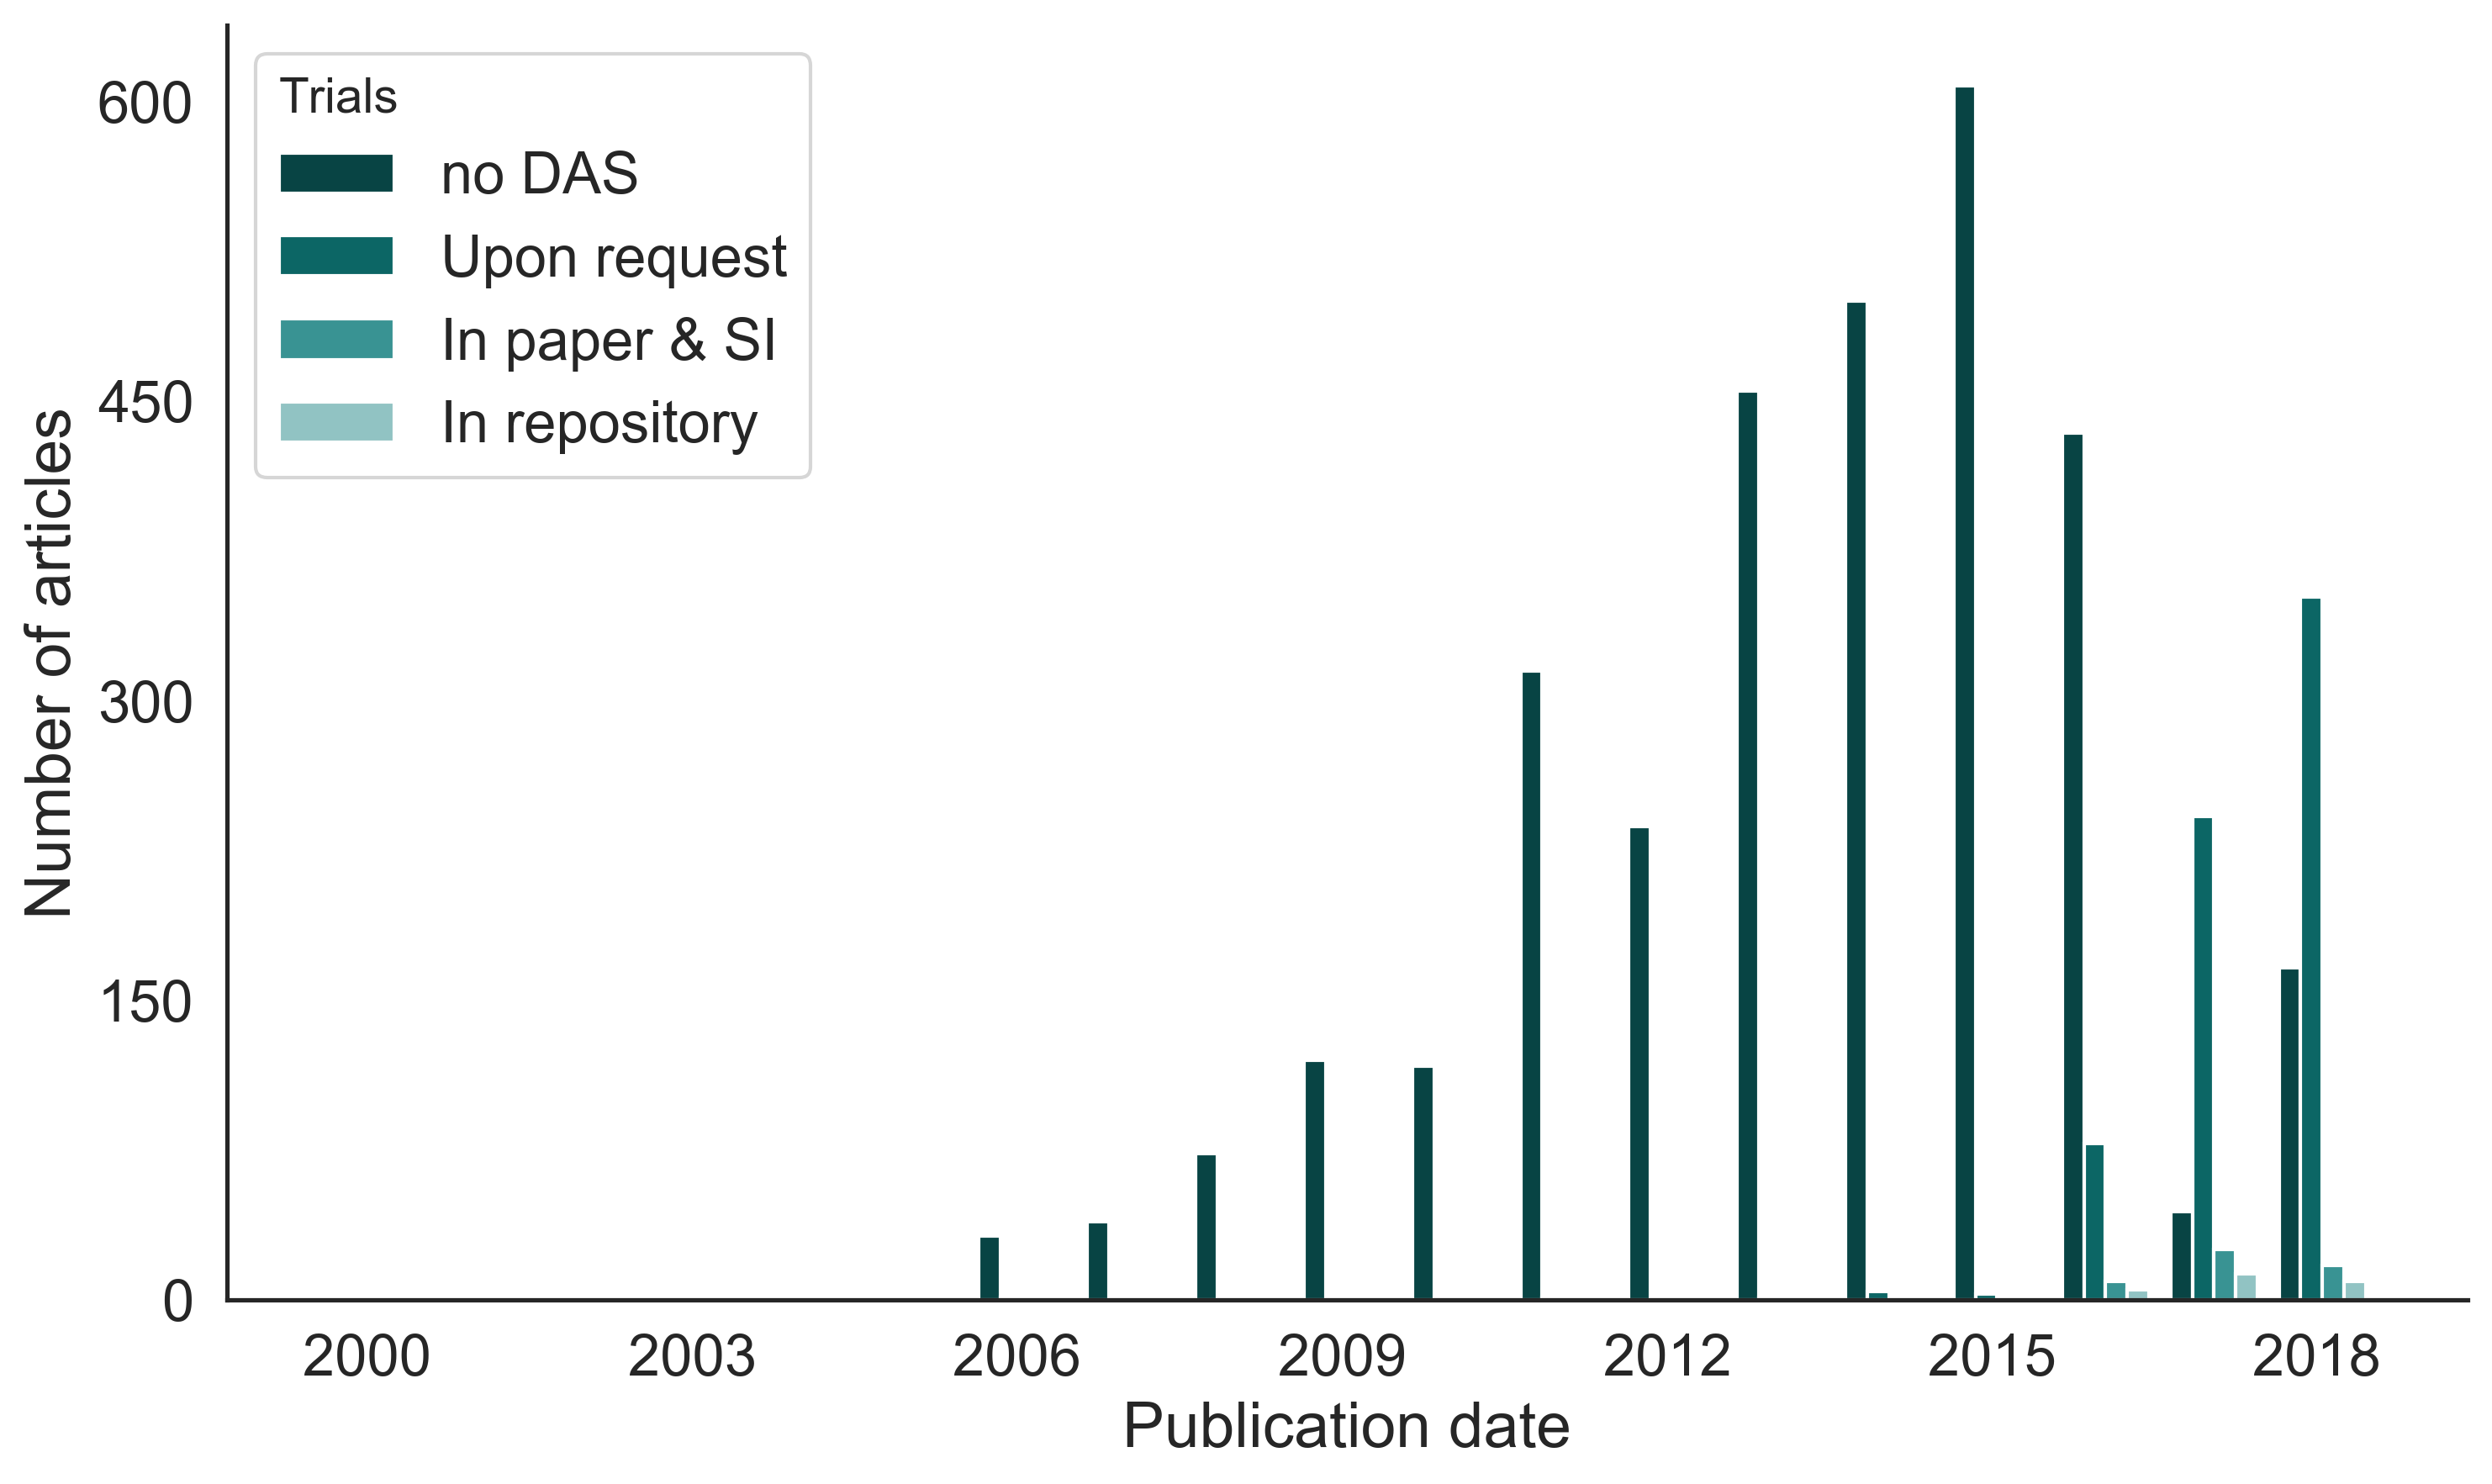 Trials
no DAS
Upon request
In paper & SI
In repository
600
450
300
150
0
Number of articles
2000 2003 2006 2009 2012 2015 2018
Publication date